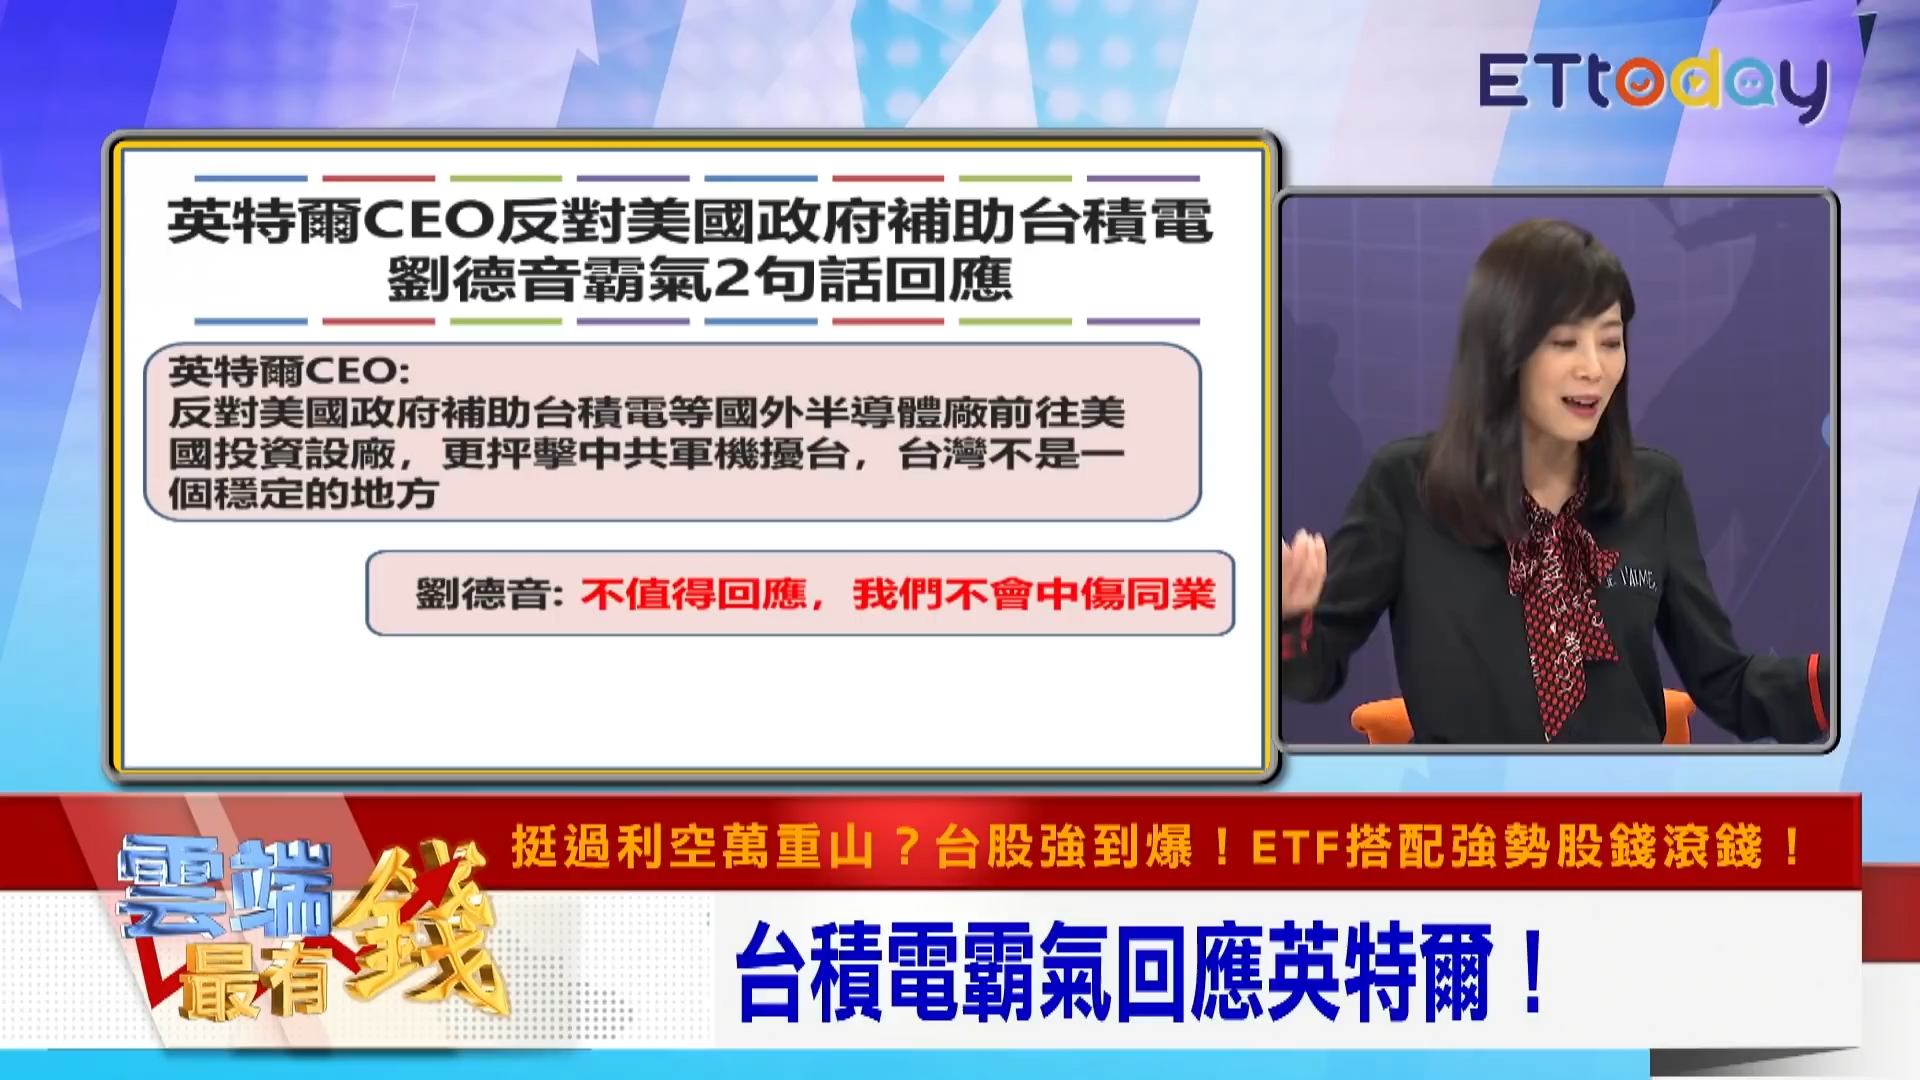 ETtoday
英特爾CEO反對美國政府補助台積電
劉德音霸氣2句話回應
英特爾CEO:
反對美國政府補助台積電等國外半導體廠前往美
國投資設廠，更抨擊中共軍機擾台，台灣不是一
個穩定的地方
劉德音: 不值得回應，我們不會中傷同業
J'AIME.
挺過利空萬重山？台股強到爆！ETF搭配強勢股錢滾錢！
雲端
最有錢
台積電霸氣回應英特爾！